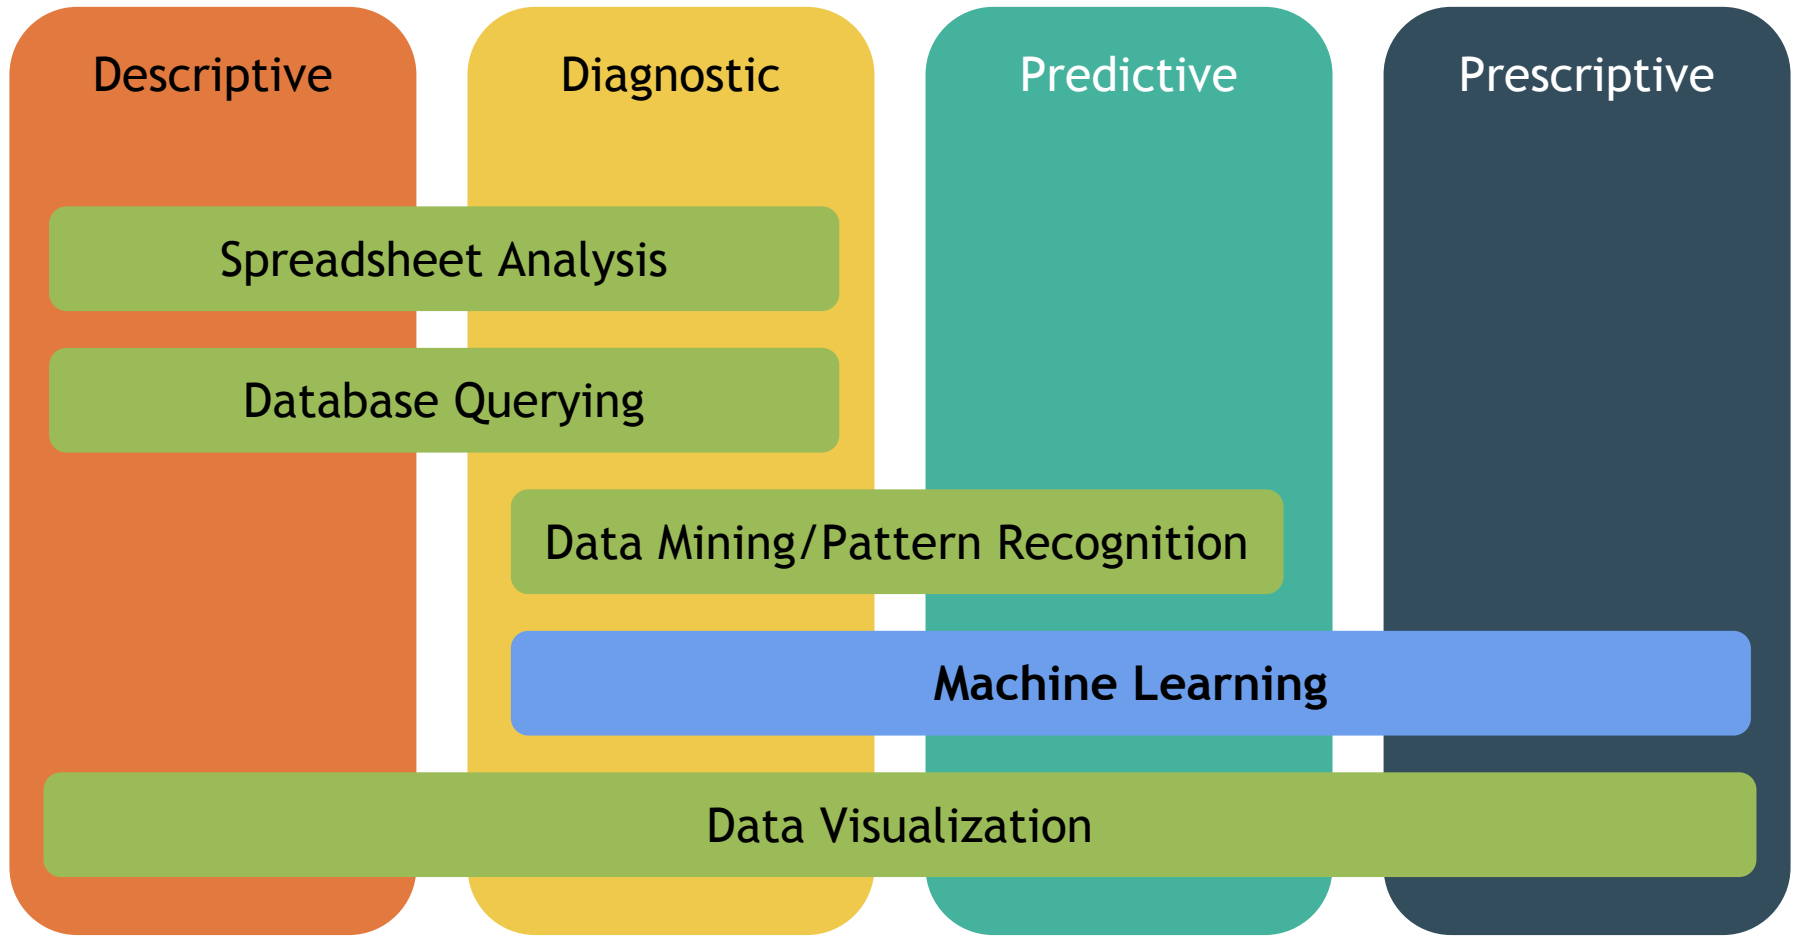 Descriptive
Diagnostic
Predictive
Prescriptive
Spreadsheet Analysis
Database Querying
Data Mining/Pattern Recognition
Machine Learning
Data Visualization